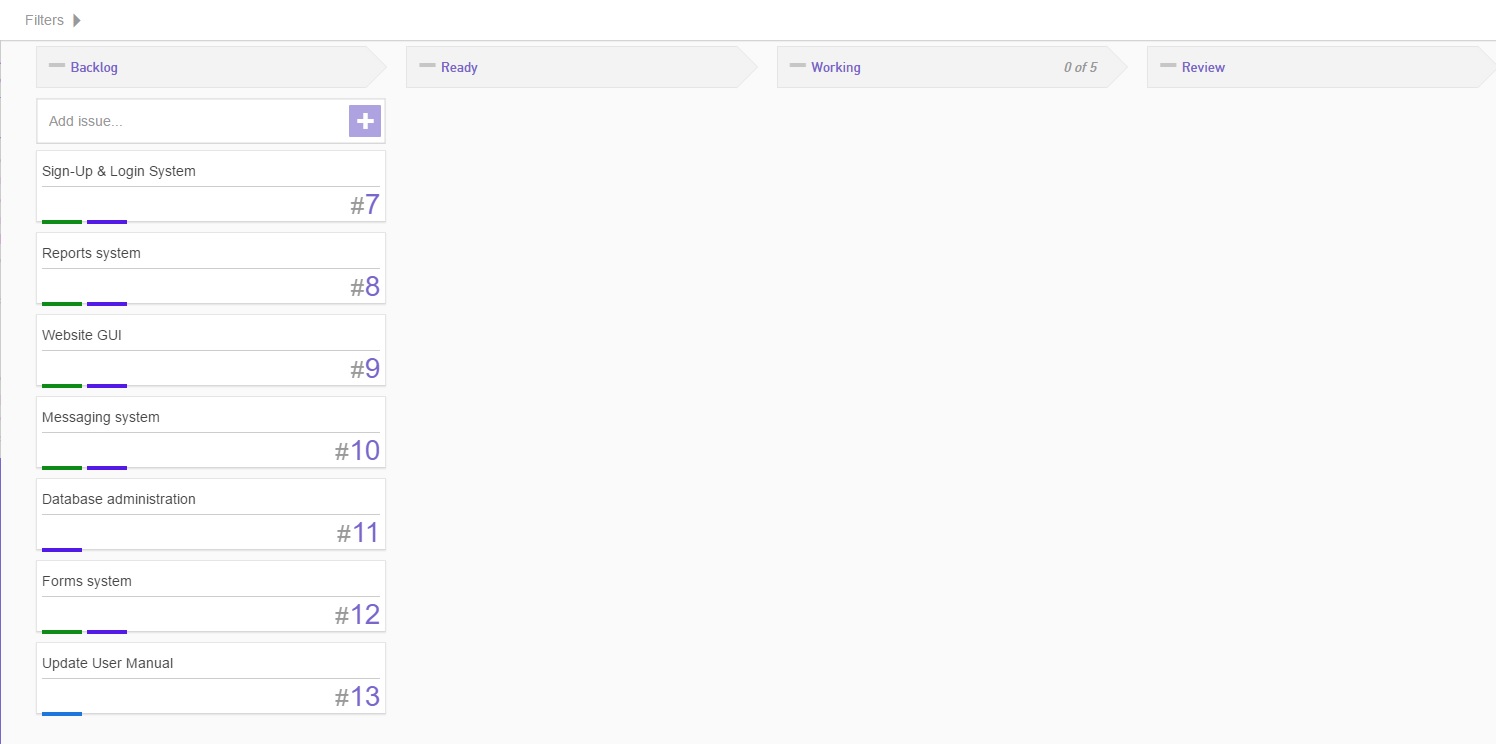 Filters
Backlog
Ready
Working 0 of 5
Review
Add issue...
Sign-Up & Login System
#7
Reports system
#8
Website GUI
#9
Messaging system
#10
Database administration
#11
Forms system
#12
Update User Manual
#13